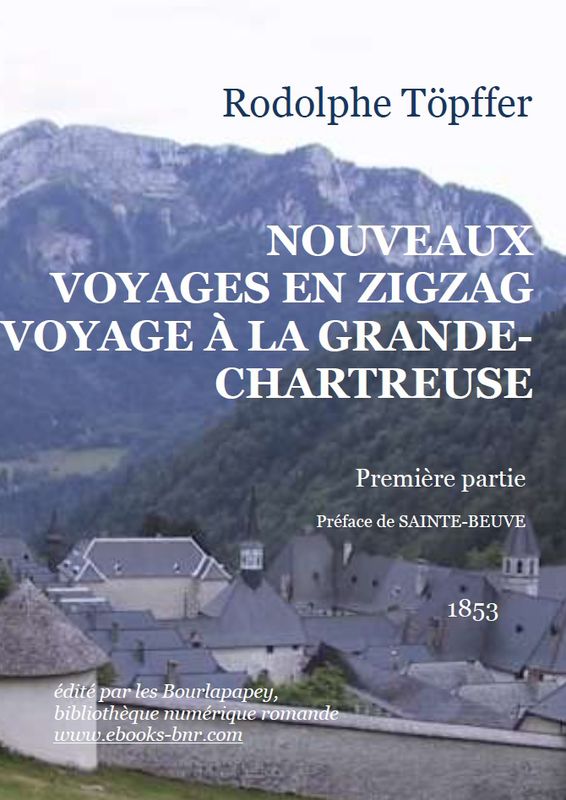 Rodolphe Töpffer
NOUVEAUX
VOYAGES EN ZIGZAG
VOYAGE À LA GRANDE-
CHARTREUSE
Première partie
Préface de SAINTE-BEUVE
1853
édité par les Bourlapapey,
bibliothèque numérique romande
www.ebooks-bnr.com